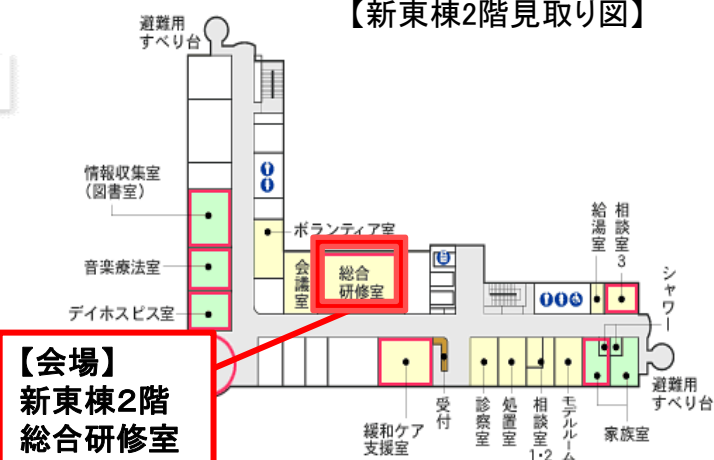 【新東棟2階見取り図】
避難用
すべり台
情報収集室
(図書室)
ボランティア室
音楽療法室
会議室
総合
研修室
給湯室
相談室3
シャワー
デイホスピス室
【会場】
新東棟2階
総合研修室
緩和ケア
支援室
受付
診察室
処置室
相談室1・2
モデルルーム
家族室
避難用
すべり台